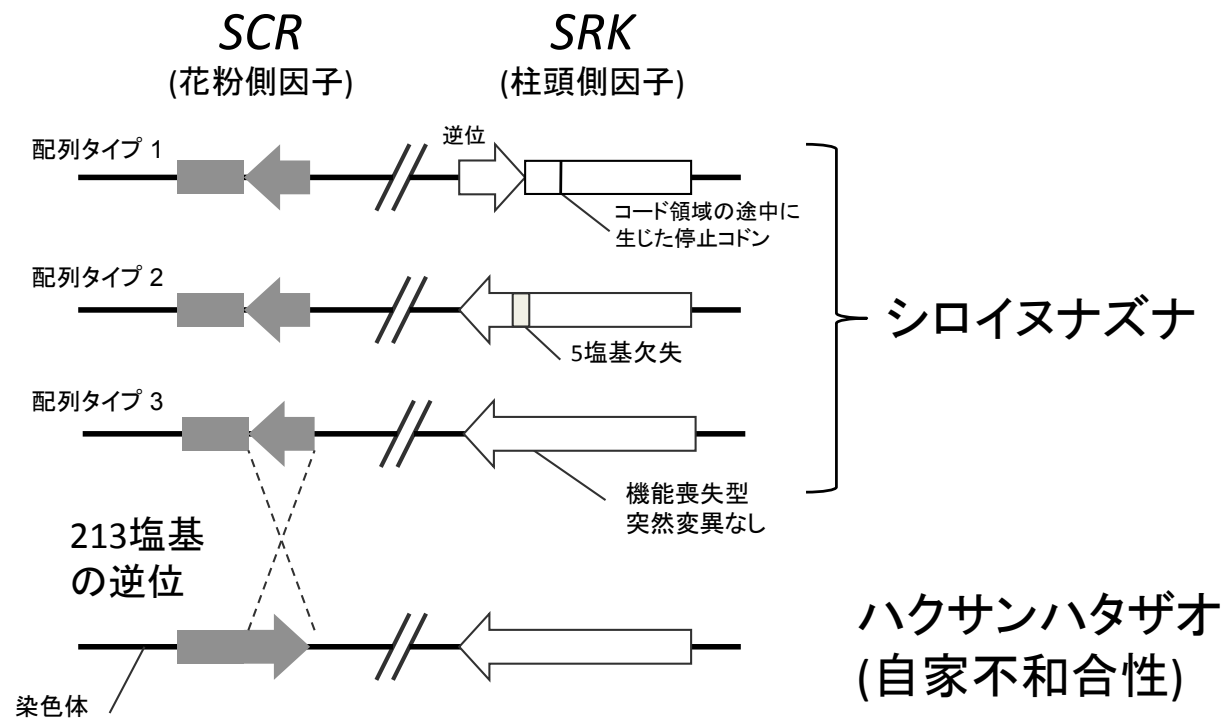 SCR
(花粉側因子)
SRK
(柱頭側因子)
配列タイプ 1
逆位
コード領域の途中に
生じた停止コドン
配列タイプ 2
5塩基欠失
シロイヌナズナ
配列タイプ 3
機能喪失型
突然変異なし
213塩基
の逆位
ハクサンハタザオ
(自家不和合性)
染色体